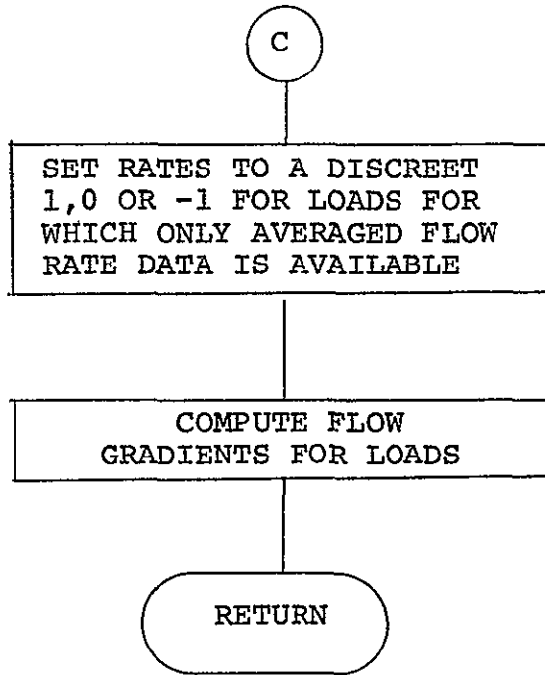 C
SET RATES TO A DISCREET
1,0 OR -1 FOR LOADS FOR
WHICH ONLY AVERAGED FLOW
RATE DATA IS AVAILABLE
COMPUTE FLOW
GRADIENTS FOR LOADS
RETURN